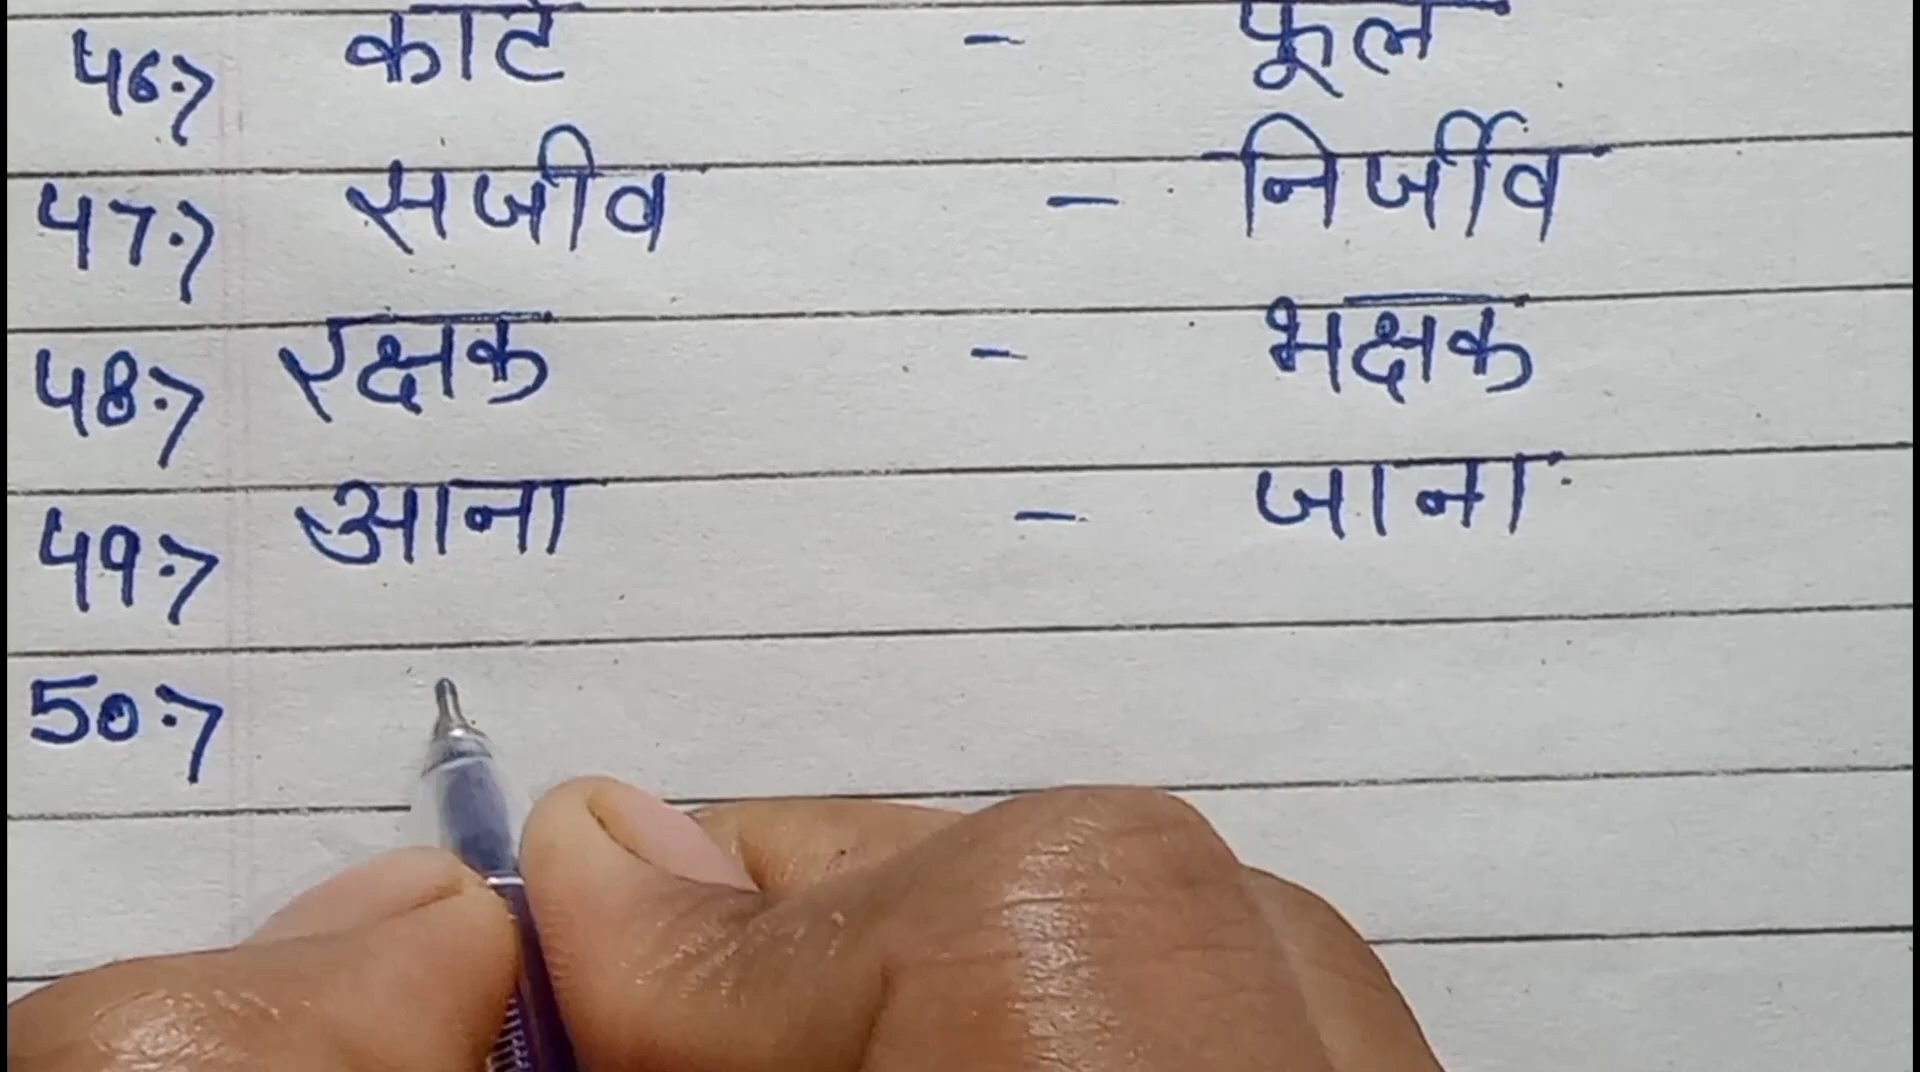 46:> काटे - फूल
47:> सजीव - निर्जीव
48:> रक्षक - भक्षक
49:> आना - जाना
50:>